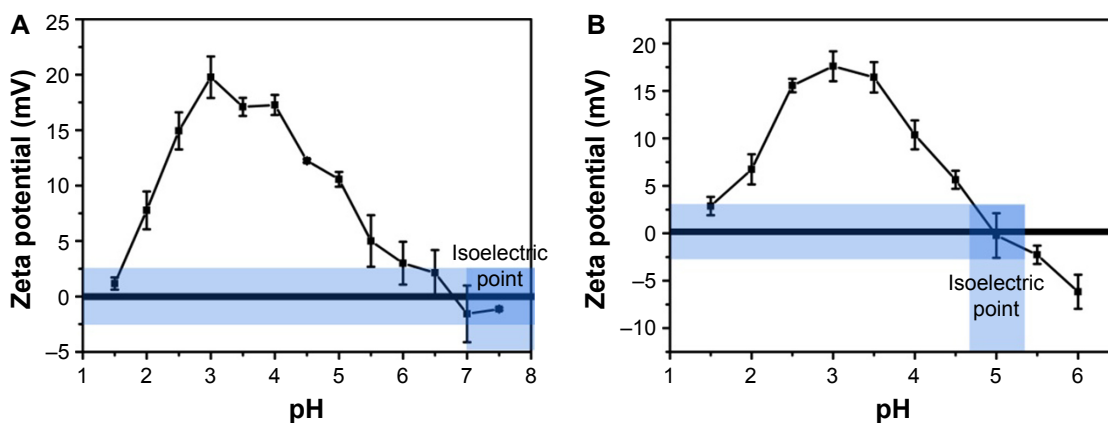 A
Zeta potential (mV)
25
20
15
10
5
0
–5
Isoelectric
point
1 2 3 4 5 6 7 8
pH
B
Zeta potential (mV)
20
15
10
5
0
–5
–10
Isoelectric
point
1 2 3 4 5 6
pH